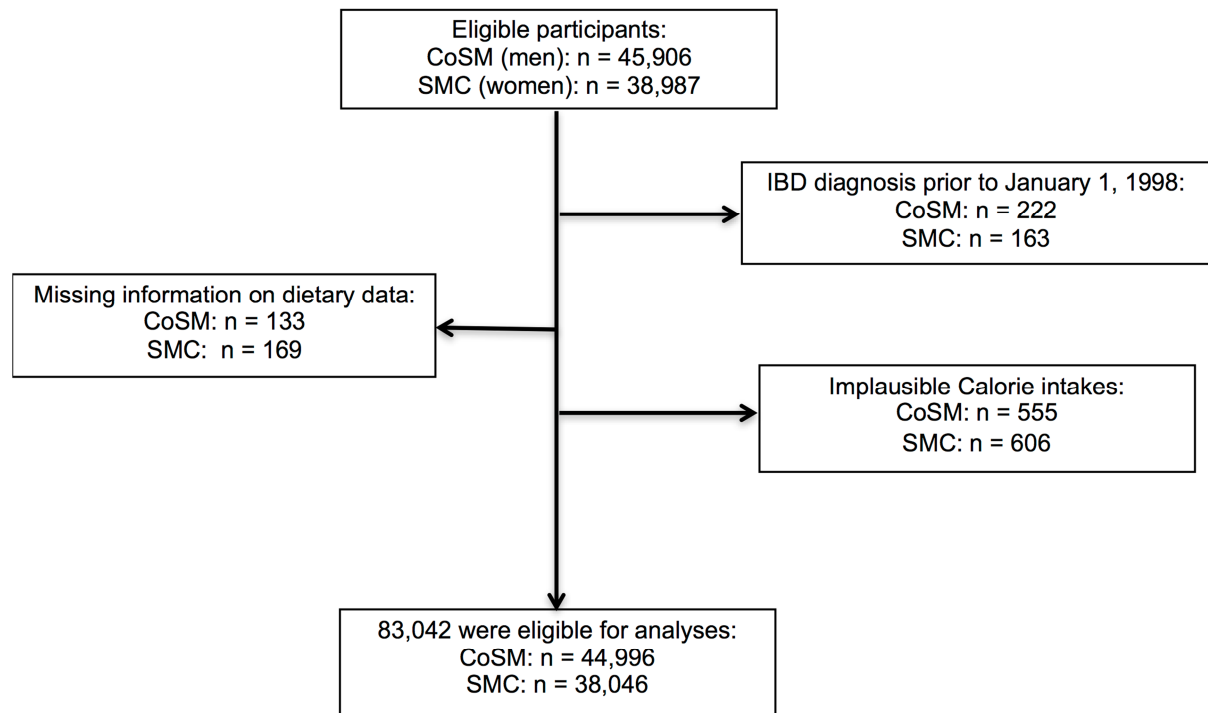 Eligible participants:
CoSM (men): n = 45,906
SMC (women): n = 38,987
IBD diagnosis prior to January 1, 1998:
CoSM: n = 222
SMC: n = 163
Missing information on dietary data:
CoSM: n = 133
SMC: n = 169
Implausible Calorie intakes:
CoSM: n = 555
SMC: n = 606
83,042 were eligible for analyses:
CoSM: n = 44,996
SMC: n = 38,046